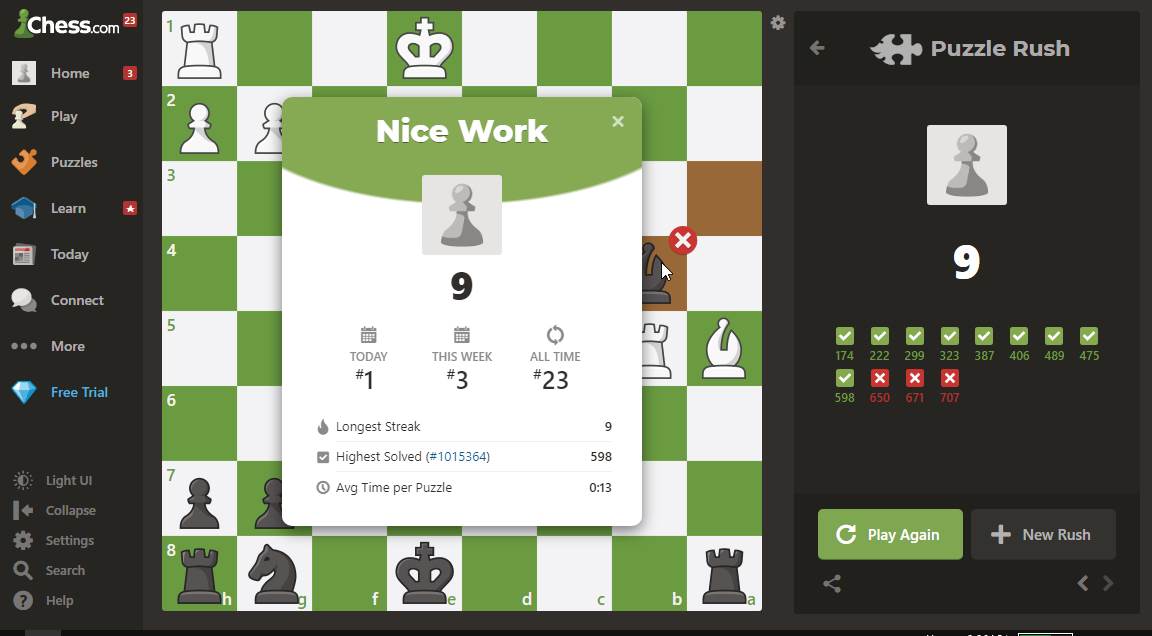 Chess.com
23
Home
3
Play
Puzzles
Learn
Today
Connect
More
Free Trial
Light UI
Collapse
Settings
Search
Help
1
2
3
4
5
6
7
8
h
g
f
e
d
c
b
a
Nice Work
9
TODAY
THIS WEEK
ALL TIME
#1
#3
#23
Longest Streak 9
Highest Solved (#1015364) 598
Avg Time per Puzzle 0:13
Puzzle Rush
9
174 222 299 323 387 406 489 475
598 650 671 707
Play Again
New Rush